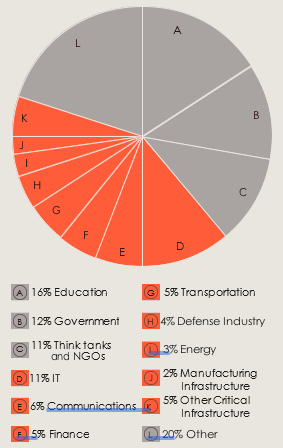 L
A
K
B
J
I
C
H
G
F
E
D
A 16% Education
B 12% Government
C 11% Think tanks
and NGOs
D 11% IT
E 6% Communications
F 5% Finance
G 5% Transportation
H 4% Defense Industry
I 3% Energy
J 2% Manufacturing
Infrastructure
K 5% Other Critical
Infrastructure
L 20% Other